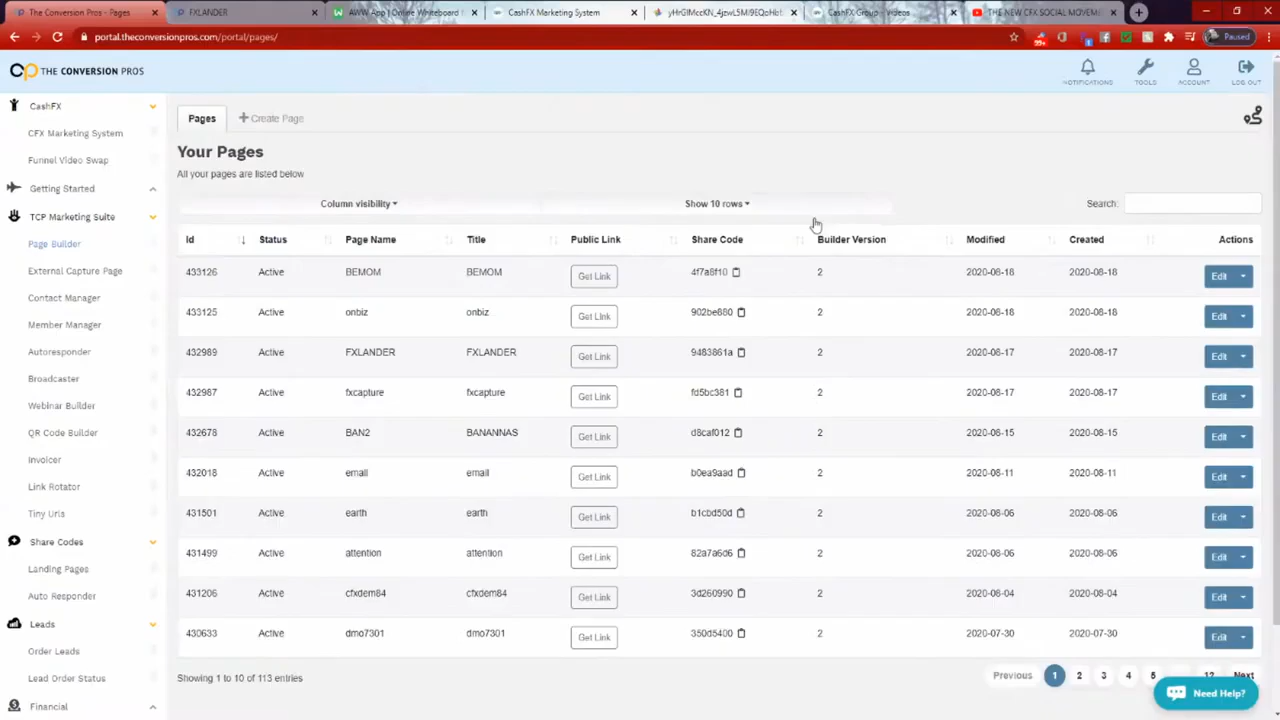 The Conversion Pros - Pages
FXLANDER
AWW App | Online Whiteboard
CashFX Marketing System
CashFX Group - Videos
THE NEW CFX SOCIAL MOVEM
portal.theconversionpros.com/portal/pages/
Paused
THE CONVERSION PROS
NOTIFICATIONS
TOOLS
ACCOUNT
LOG OUT
CashFX
CFX Marketing System
Funnel Video Swap
Getting Started
TCP Marketing Suite
Page Builder
External Capture Page
Contact Manager
Member Manager
Autoresponder
Broadcaster
Webinar Builder
QR Code Builder
Invoicer
Link Rotator
Tiny Urls
Share Codes
Landing Pages
Auto Responder
Leads
Order Leads
Lead Order Status
Financial
Pages
Create Page
Your Pages
All your pages are listed below
Column visibility
Show 10 rows
Search:
Id Status Page Name Title Public Link Share Code Builder Version Modified Created Actions
433126 Active BEMOM BEMOM Get Link 4f7a8f10 2 2020-08-18 2020-08-18 Edit
433125 Active onbiz onbiz Get Link 902be880 2 2020-08-18 2020-08-18 Edit
432989 Active FXLANDER FXLANDER Get Link 9483861a 2 2020-08-17 2020-08-17 Edit
432987 Active fxcapture fxcapture Get Link fd5bc381 2 2020-08-17 2020-08-17 Edit
432678 Active BAN2 BANANNAS Get Link d8caf012 2 2020-08-15 2020-08-15 Edit
432018 Active email email Get Link b0ea9aad 2 2020-08-11 2020-08-11 Edit
431501 Active earth earth Get Link b1cbd50d 2 2020-08-06 2020-08-06 Edit
431499 Active attention attention Get Link 82a7a6d6 2 2020-08-06 2020-08-06 Edit
431206 Active cfxdem84 cfxdem84 Get Link 3d260990 2 2020-08-04 2020-08-04 Edit
430633 Active dmo7301 dmo7301 Get Link 350d5400 2 2020-07-30 2020-07-30 Edit
Showing 1 to 10 of 113 entries
Previous 1 2 3 4 5 12 Next
Need Help?